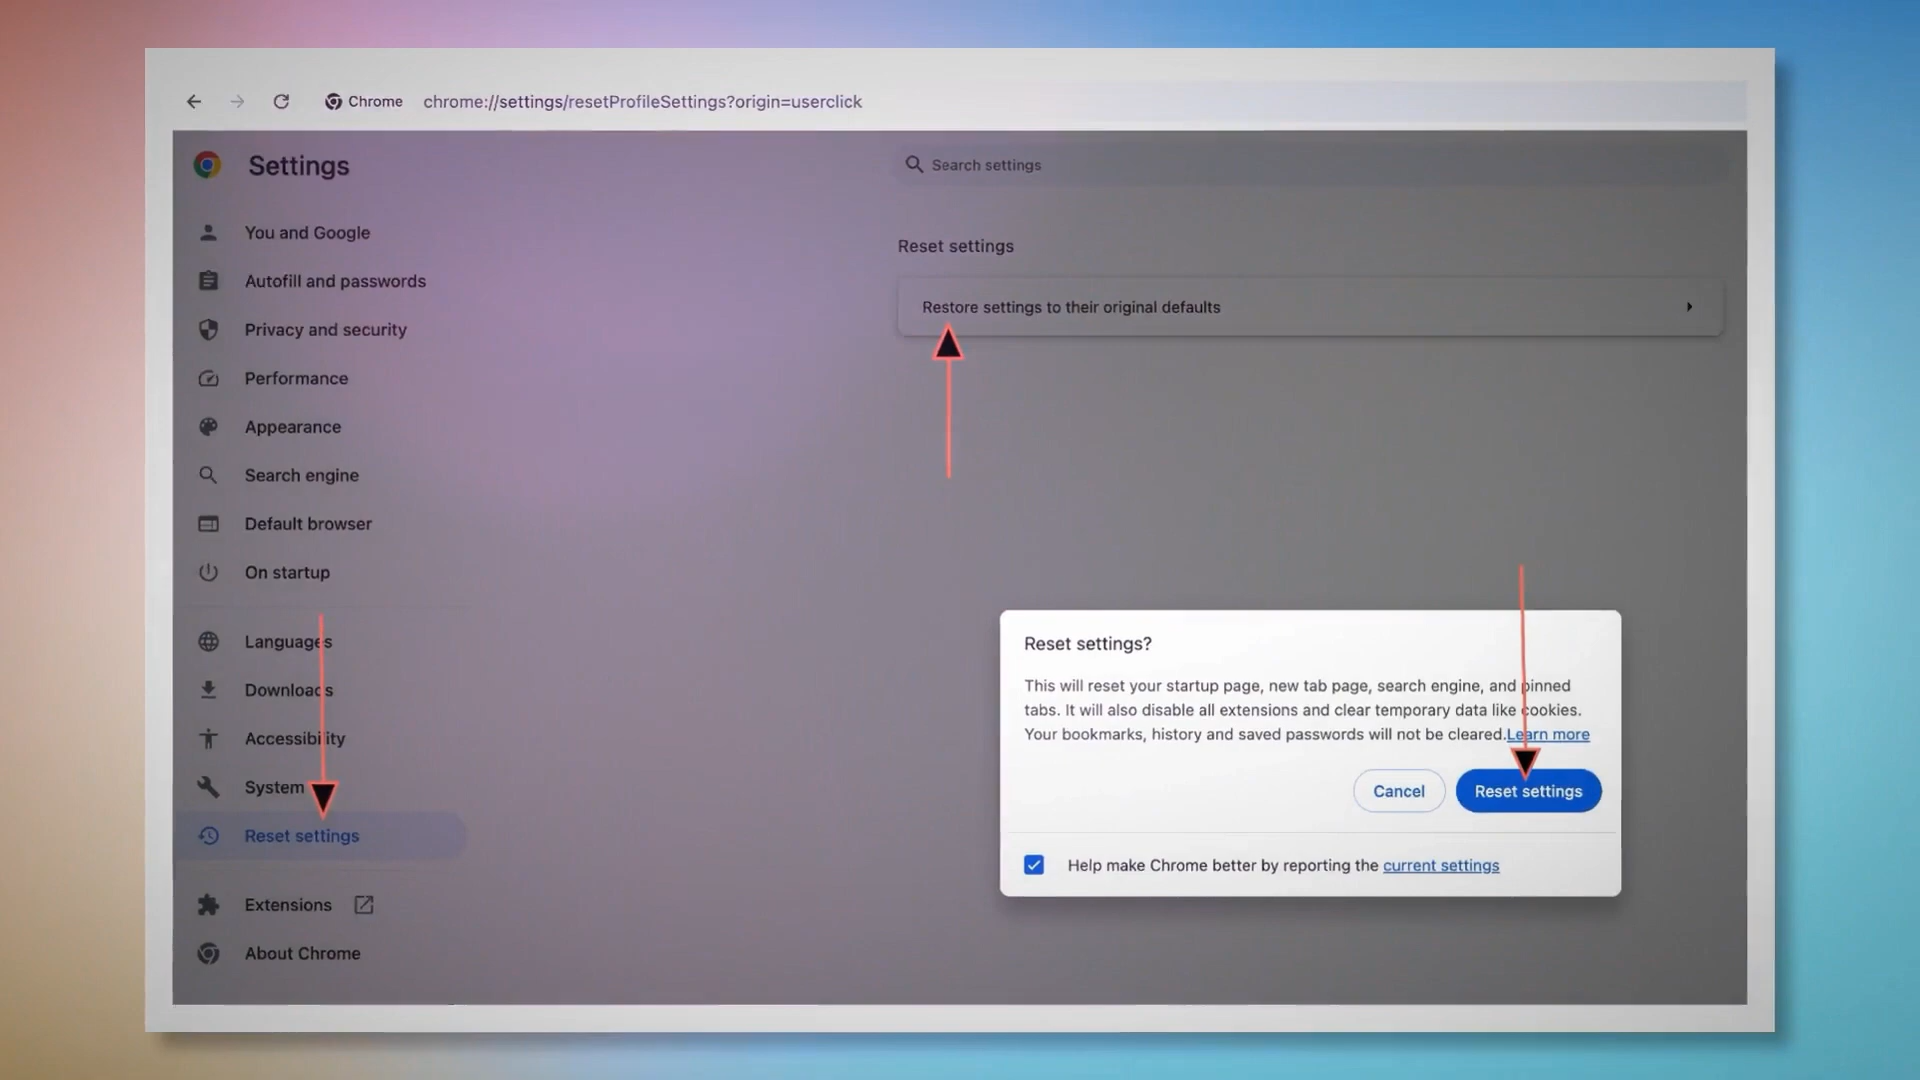 Chrome chrome://settings/resetProfileSettings?origin=userclick
Settings
Search settings
You and Google
Autofill and passwords
Privacy and security
Performance
Appearance
Search engine
Default browser
On startup
Languages
Downloads
Accessibility
System
Reset settings
Extensions
About Chrome
Reset settings
Restore settings to their original defaults
Reset settings?
This will reset your startup page, new tab page, search engine, and pinned
tabs. It will also disable all extensions and clear temporary data like cookies.
Your bookmarks, history and saved passwords will not be cleared.Learn more
Cancel
Reset settings
Help make Chrome better by reporting the current settings